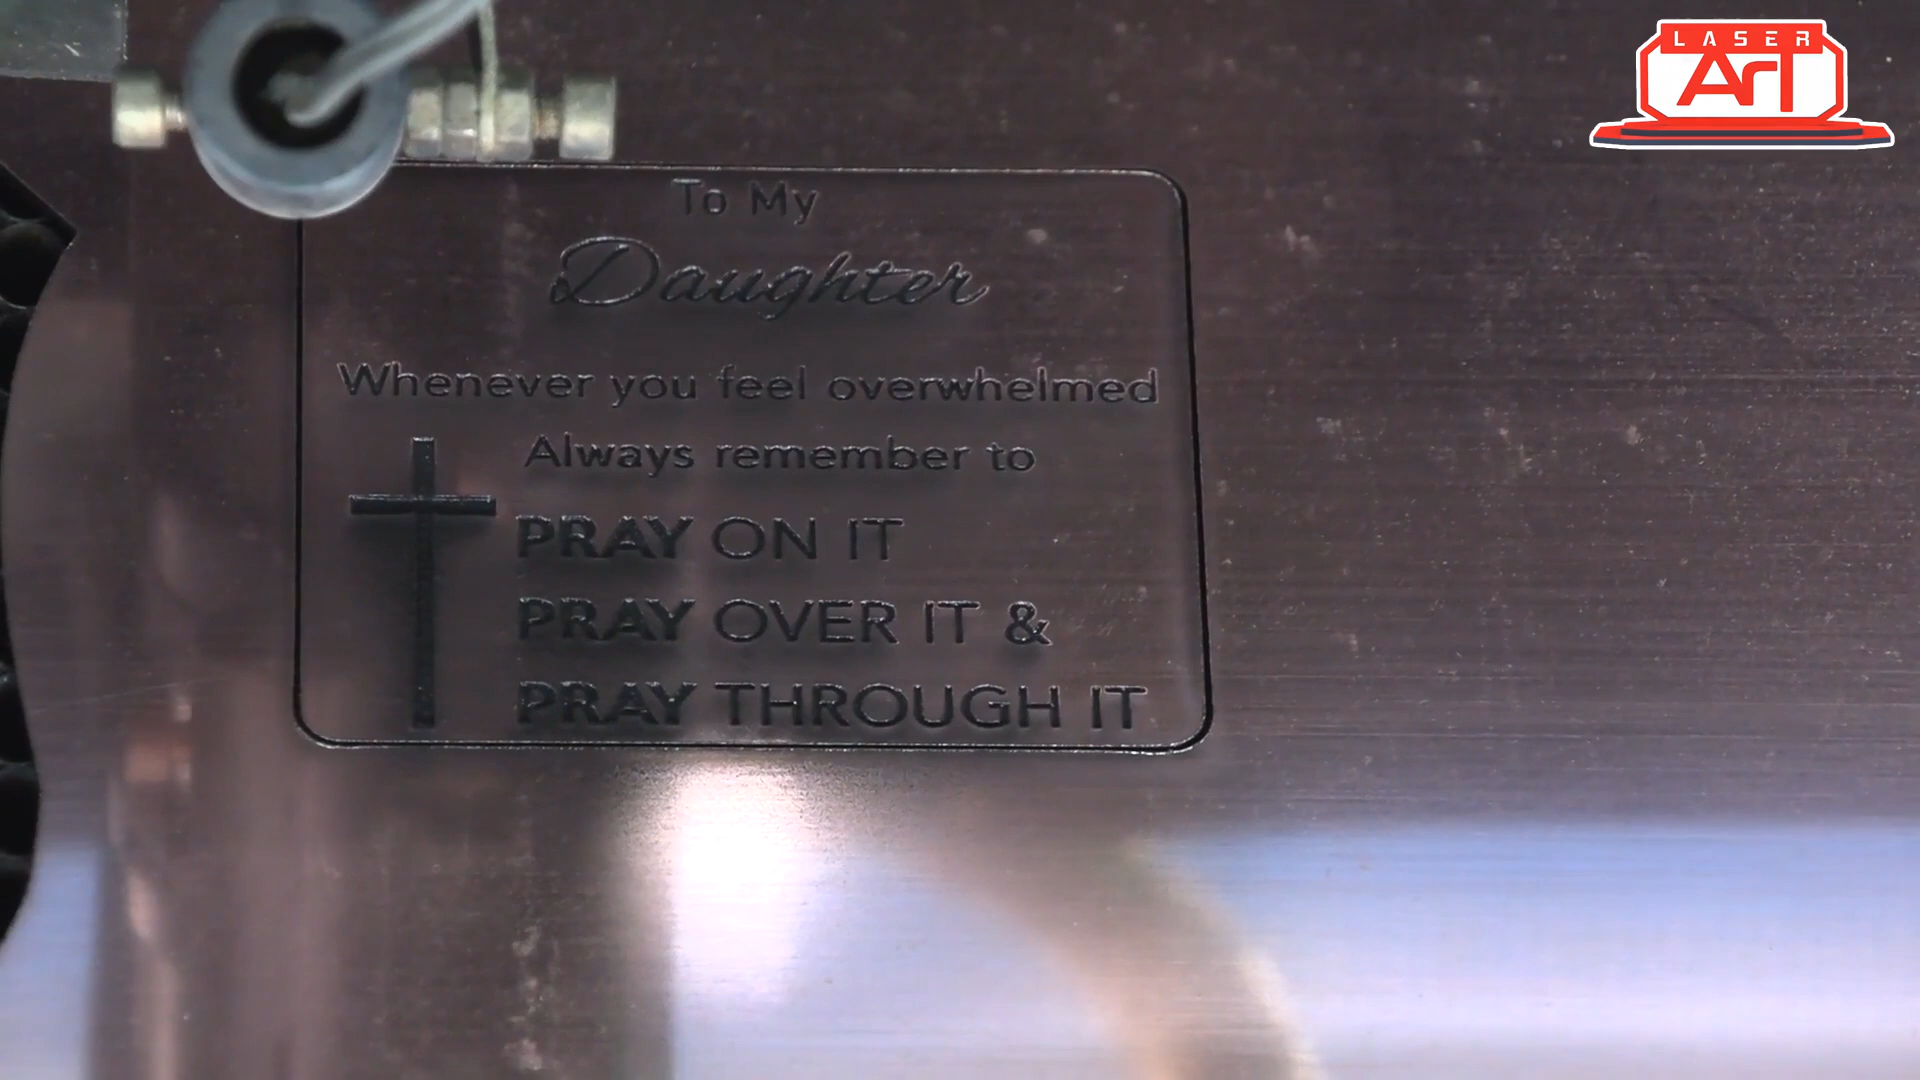 LASER
Art
To My
Daughter
Whenever you feel overwhelmed
Always remember to
PRAY ON IT
PRAY OVER IT &
PRAY THROUGH IT